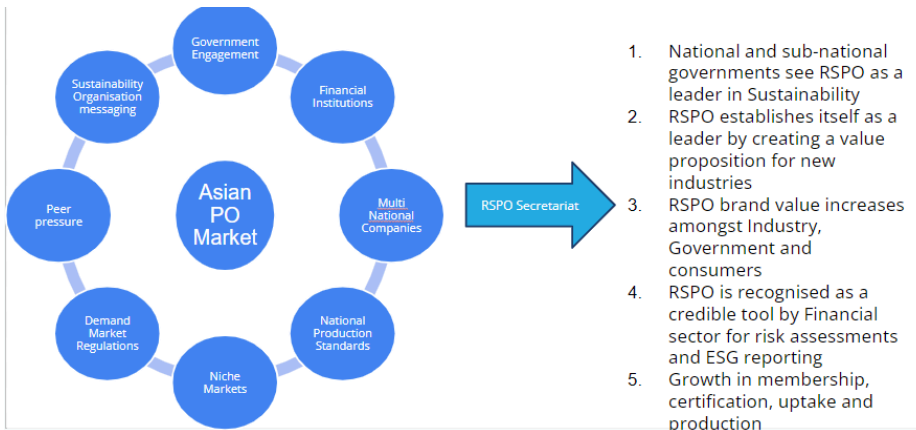 Government
Engagement
Financial
Institutions
Multi
National
Companies
National
Production
Standards
Niche
Markets
Demand
Market
Regulations
Peer
pressure
Sustainability
Organisation
messaging
Asian
PO
Market
RSPO Secretariat
1. National and sub-national
governments see RSPO as a
leader in Sustainability
2. RSPO establishes itself as a
leader by creating a value
proposition for new
industries
3. RSPO brand value increases
amongst Industry,
Government and
consumers
4. RSPO is recognised as a
credible tool by Financial
sector for risk assessments
and ESG reporting
5. Growth in membership,
certification, uptake and
production